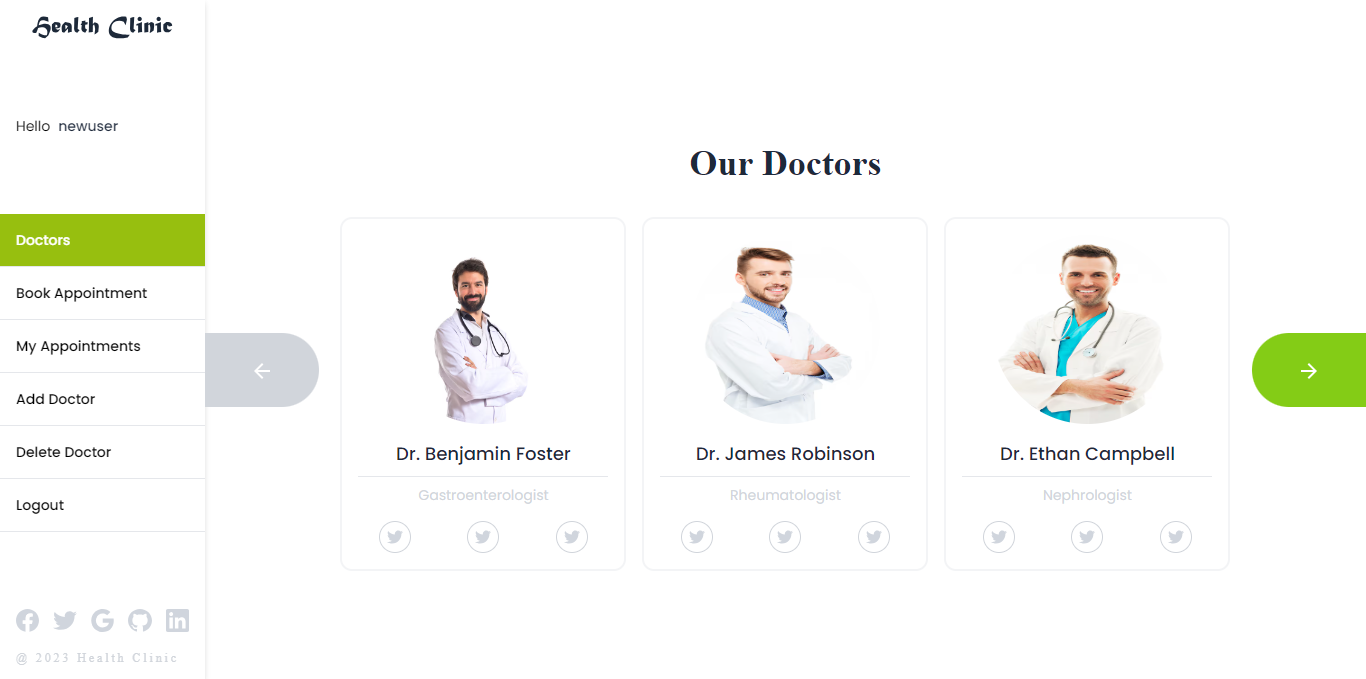 Health Clinic
Hello newuser
Doctors
Book Appointment
My Appointments
Add Doctor
Delete Doctor
Logout
@ 2023 Health Clinic
Our Doctors
Dr. Benjamin Foster
Gastroenterologist
Dr. James Robinson
Rheumatologist
Dr. Ethan Campbell
Nephrologist